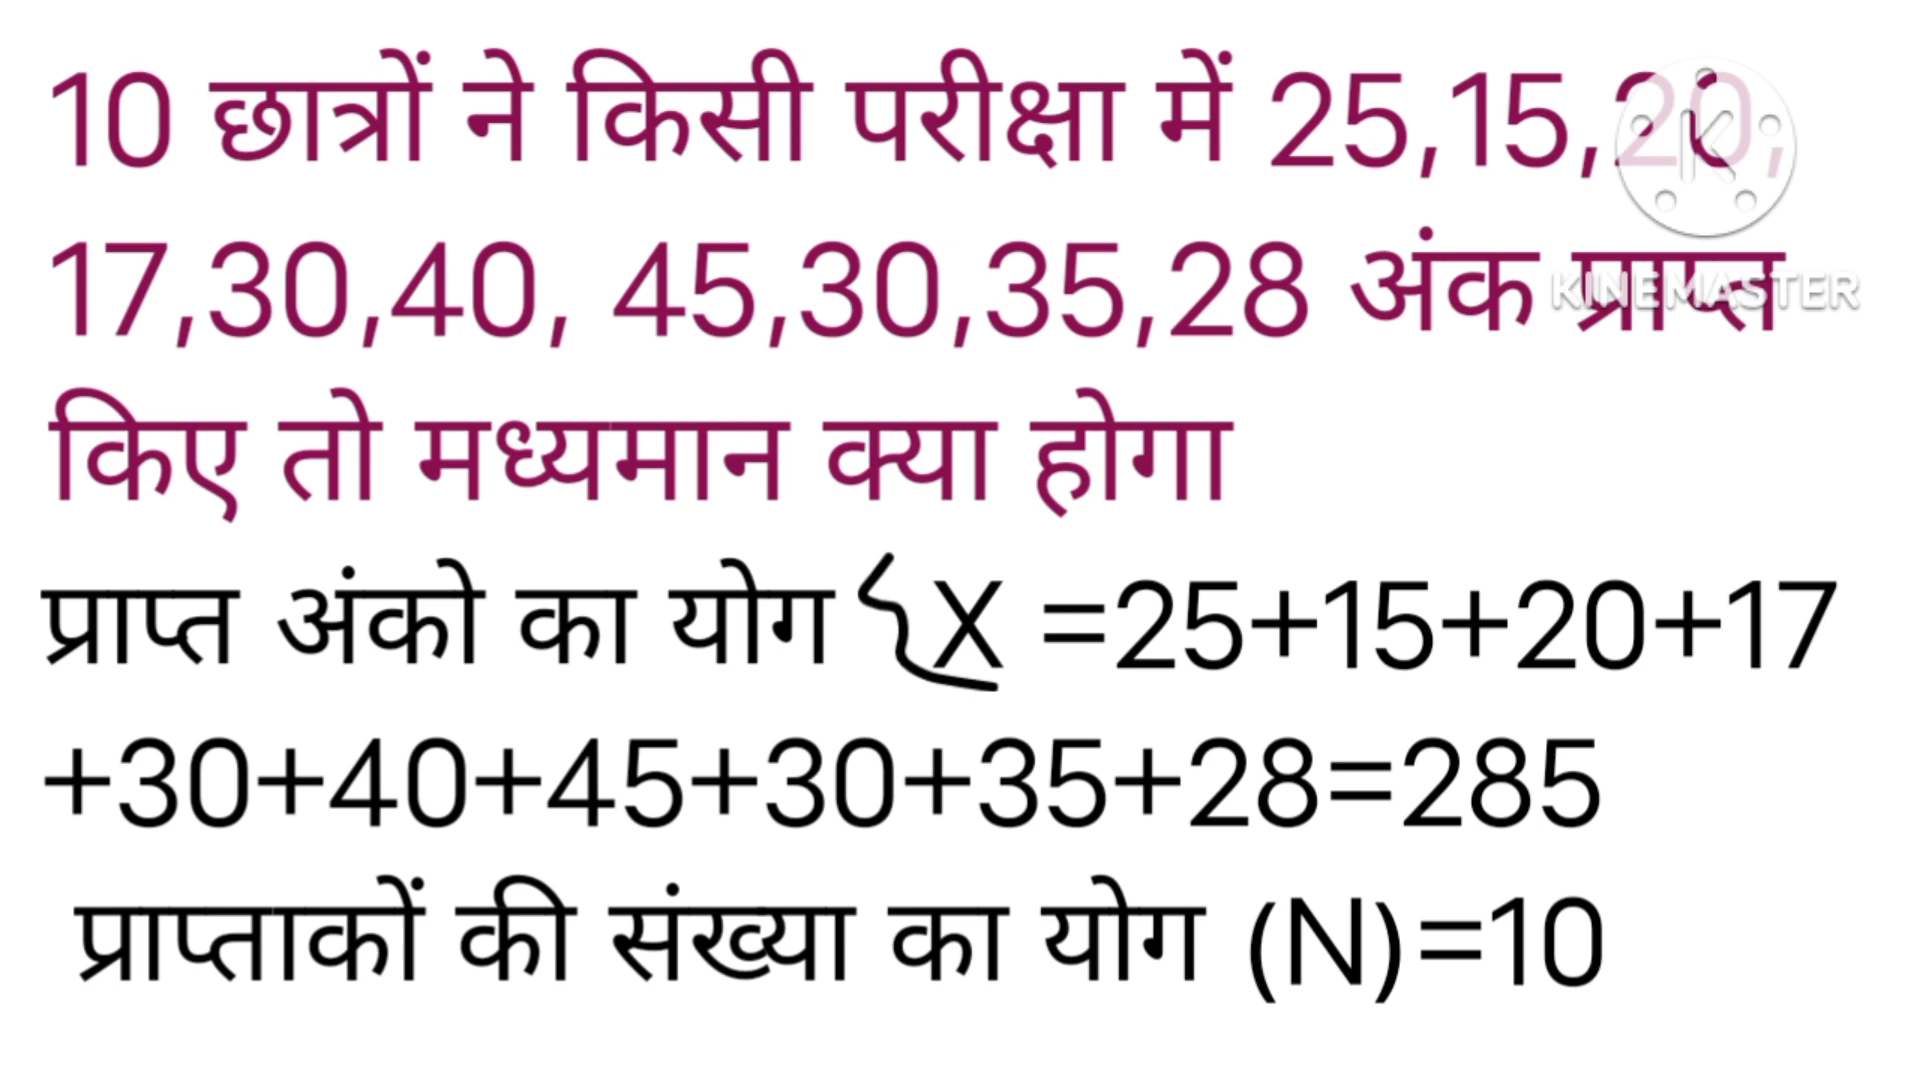 10 छात्रों ने किसी परीक्षा में 25,15,20,
17,30,40, 45,30,35,28 अंक प्राप्त
KINEMASTER
किए तो मध्यमान क्या होगा
प्राप्त अंको का योग ΣX =25+15+20+17
+30+40+45+30+35+28=285
प्राप्ताकों की संख्या का योग (N)=10